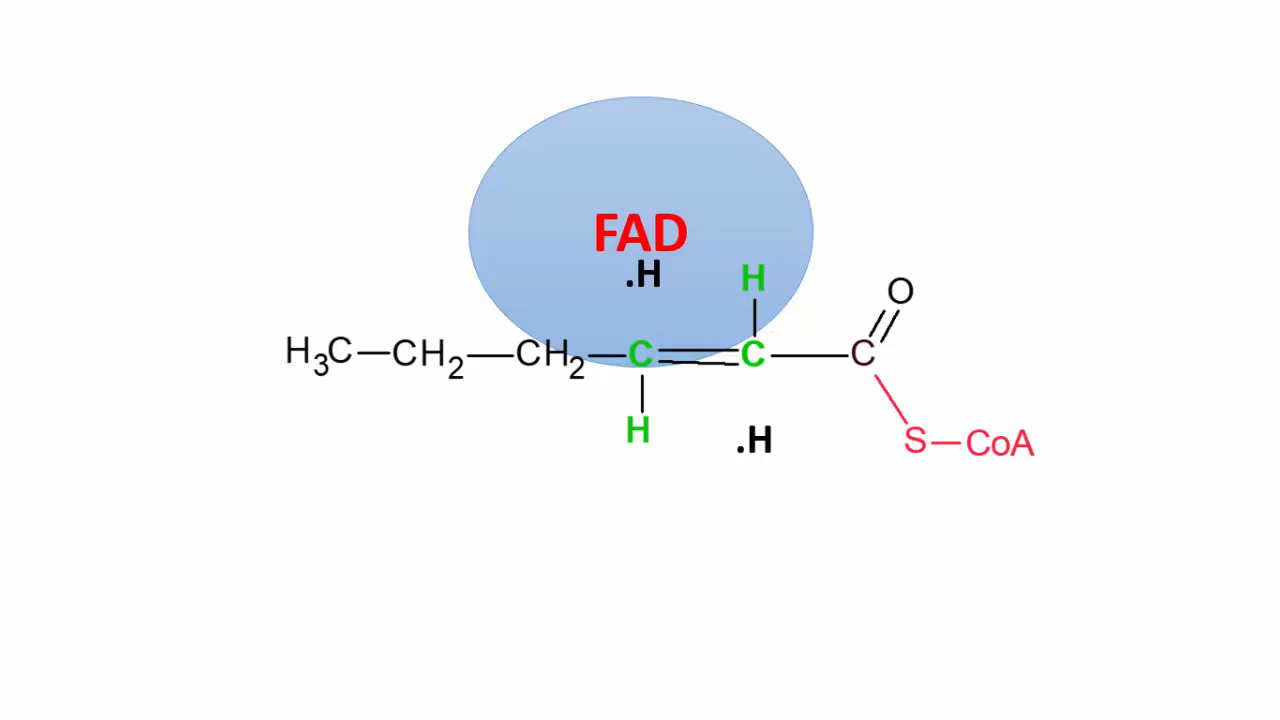 FAD
.H
H
O
H₃C—CH₂—CH₂—C=C—C
H
.H
S—CoA